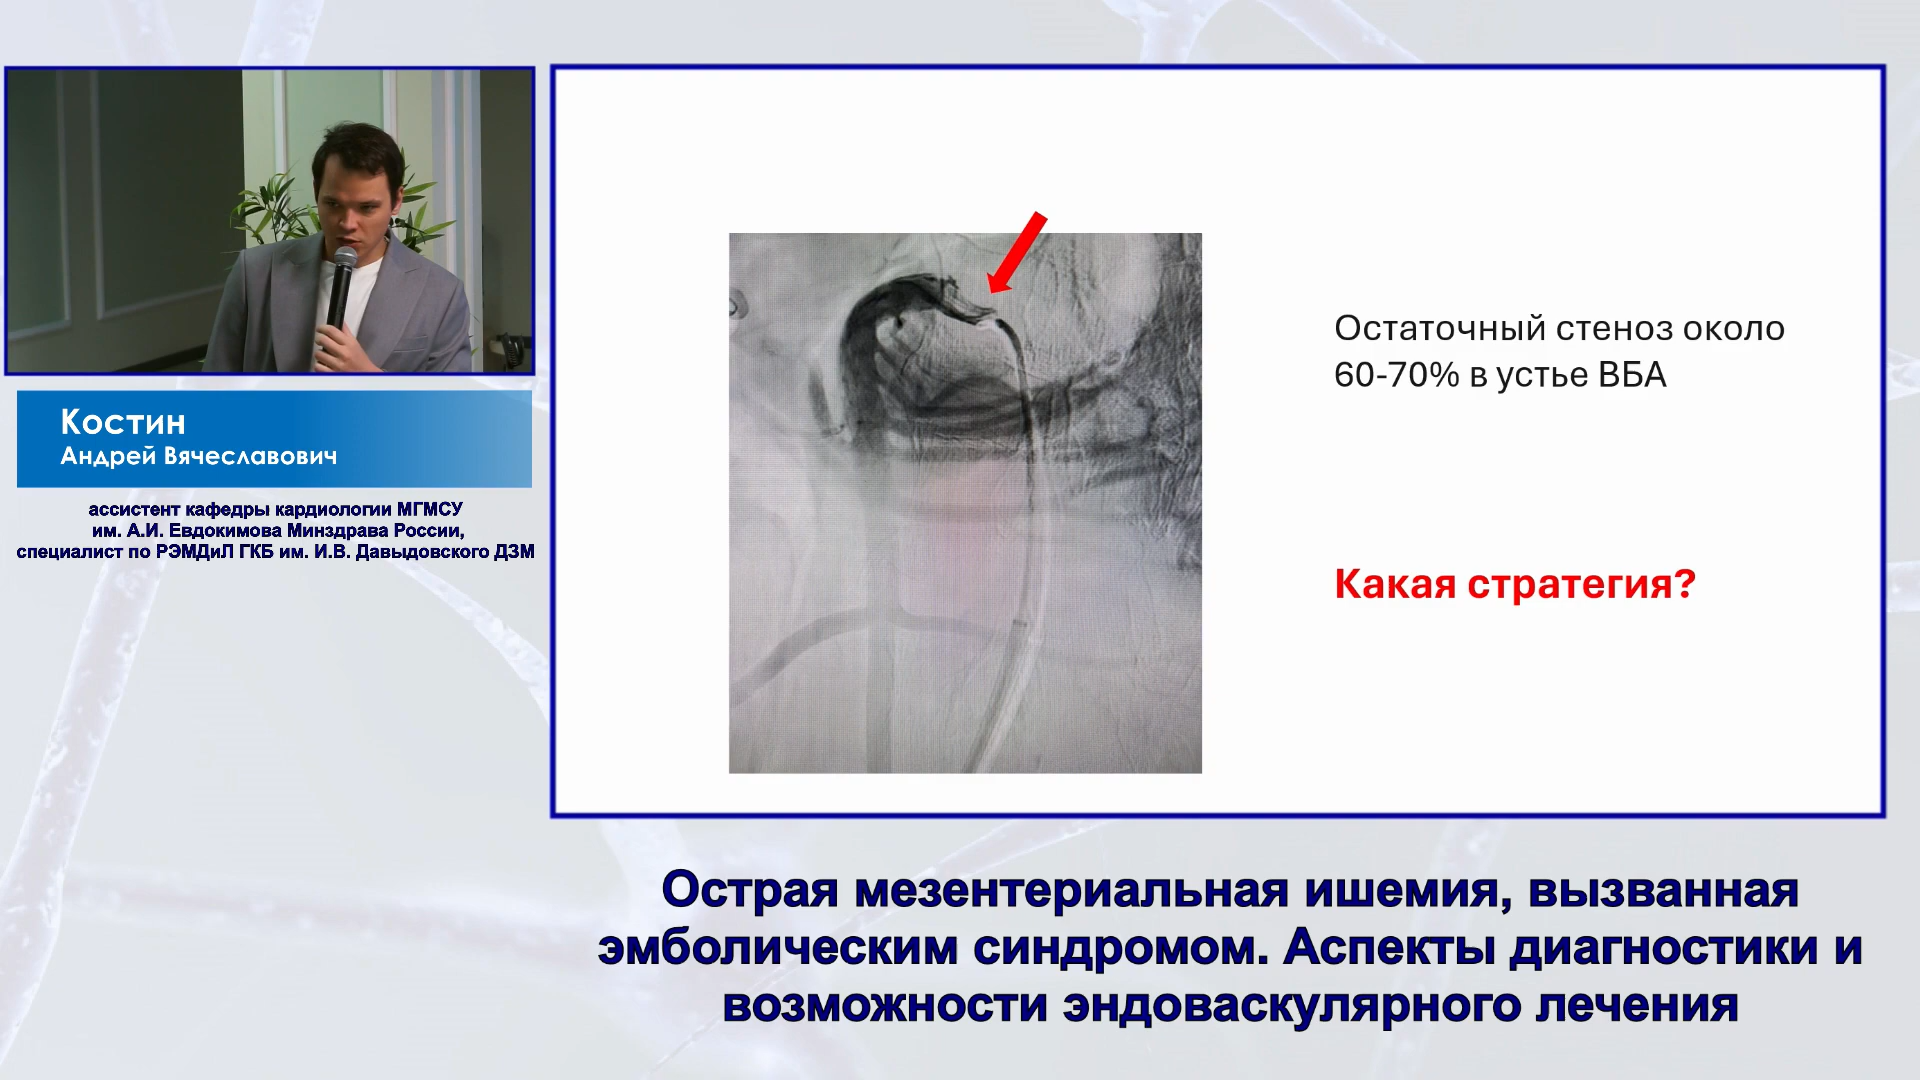 Костин
Андрей Вячеславович
ассистент кафедры кардиологии МГМСУ
им. А.И. Евдокимова Минздрава России,
специалист по РЭМДиЛ ГКБ им. И.В. Давыдовского ДЗМ
Остаточный стеноз около
60-70% в устье ВБА
Какая стратегия?
Острая мезентериальная ишемия, вызванная
эмболическим синдромом. Аспекты диагностики и
возможности эндоваскулярного лечения